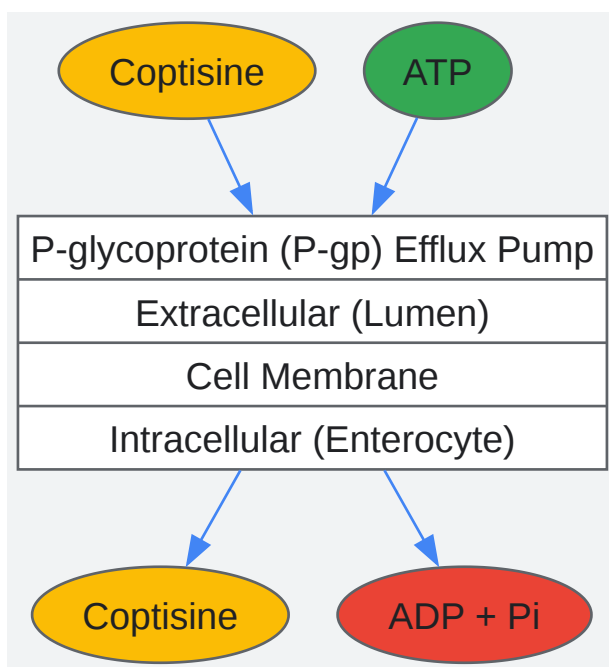 Coptisine
ATP
P-glycoprotein (P-gp) Efflux Pump
Extracellular (Lumen)
Cell Membrane
Intracellular (Enterocyte)
Coptisine
ADP + Pi